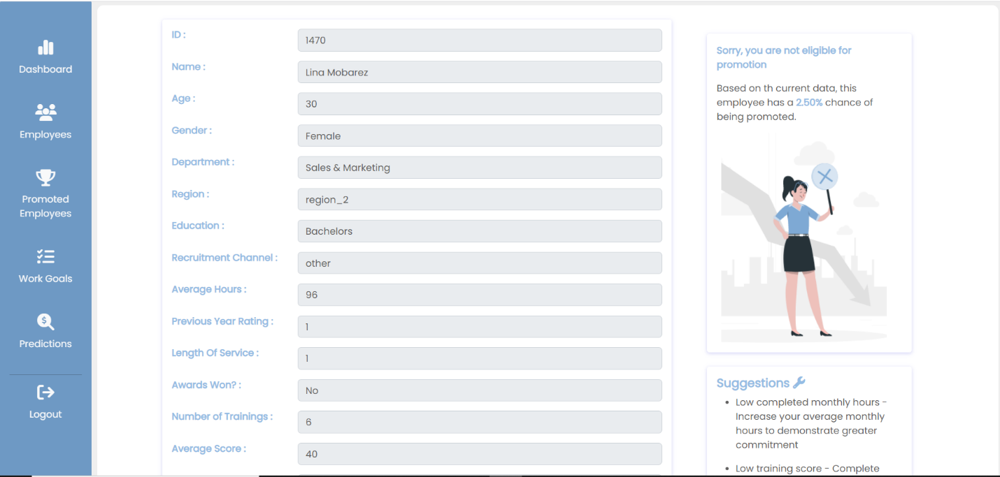 Dashboard
Employees
Promoted
Employees
Work Goals
Predictions
Logout
ID :
1470
Name :
Lina Mobarez
Age :
30
Gender :
Female
Department :
Sales & Marketing
Region :
region_2
Education :
Bachelors
Recruitment Channel :
other
Average Hours :
96
Previous Year Rating :
1
Length Of Service :
1
Awards Won? :
No
Number of Trainings :
6
Average Score :
40
Sorry, you are not eligible for
promotion
Based on th current data, this
employee has a 2.50% chance of
being promoted.
Suggestions
• Low completed monthly hours -
Increase your average monthly
hours to demonstrate greater
commitment
• Low training score - Complete